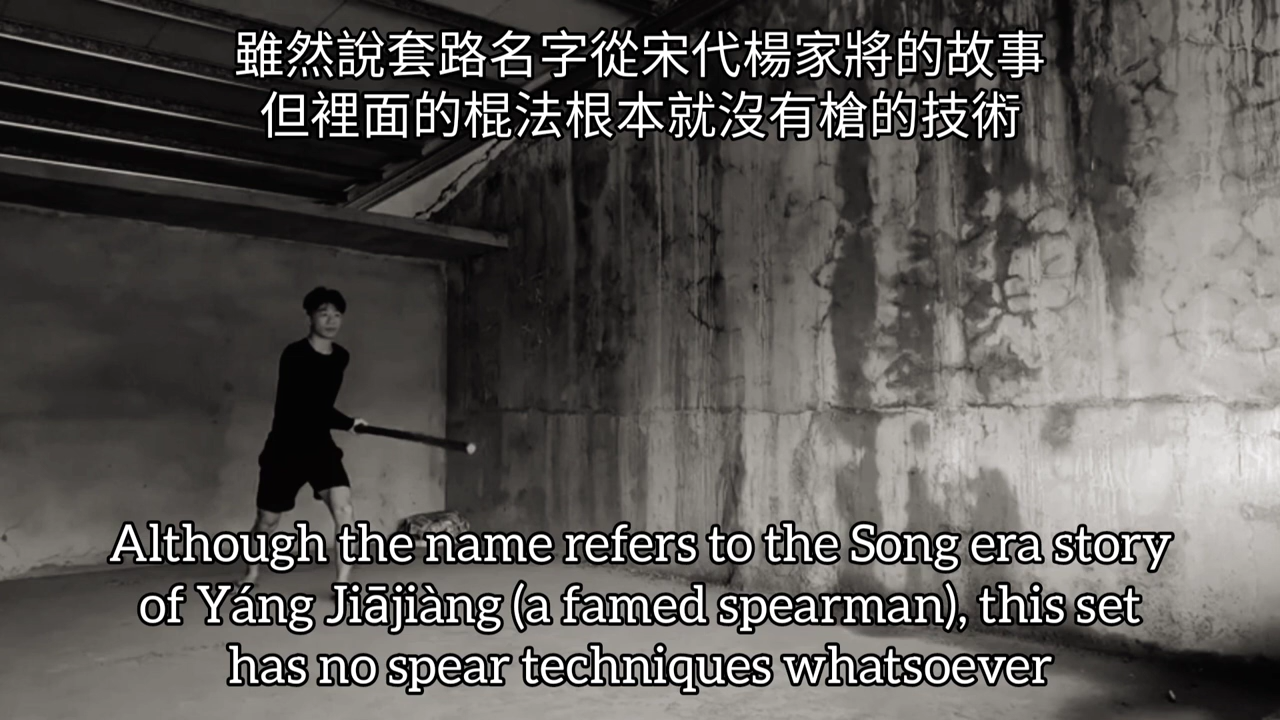 雖然說套路名字從宋代楊家將的故事
但裡面的棍法根本就沒有槍的技術
Although the name refers to the Song era story
of Yáng Jiājiàng (a famed spearman), this set
has no spear techniques whatsoever